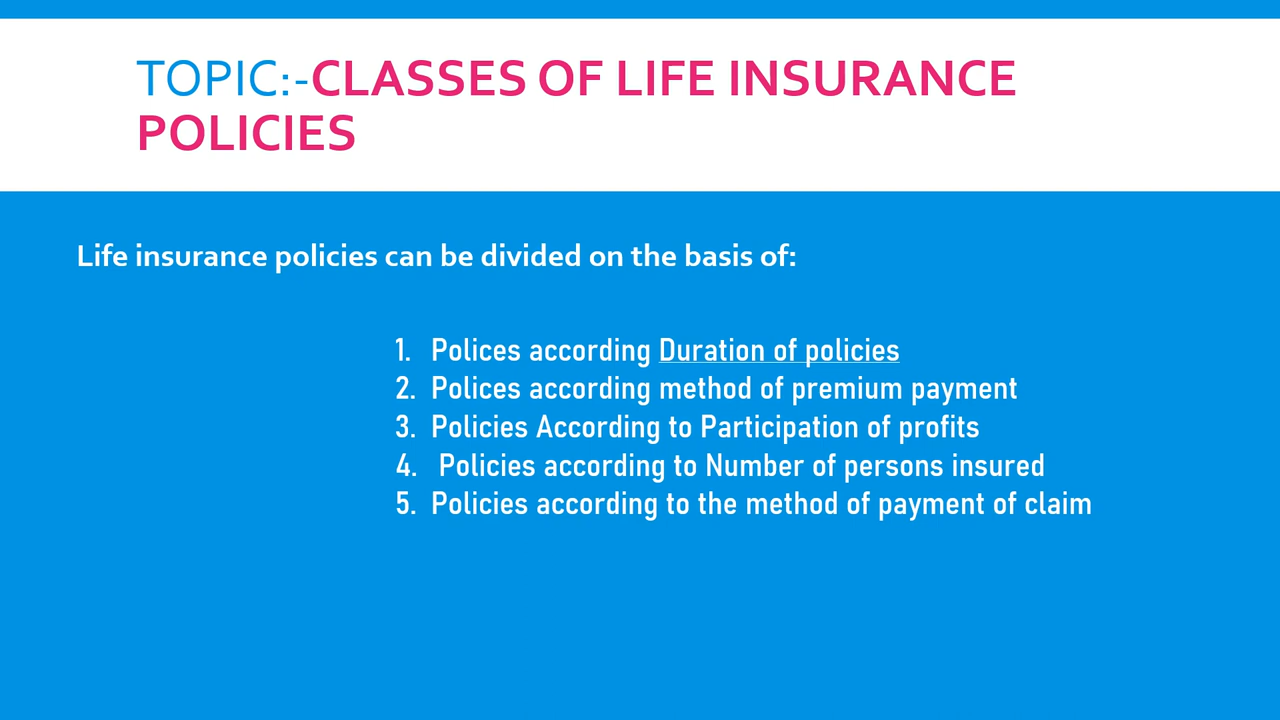 TOPIC:-CLASSES OF LIFE INSURANCE
POLICIES
Life insurance policies can be divided on the basis of:
1. Polices according Duration of policies
2. Polices according method of premium payment
3. Policies According to Participation of profits
4. Policies according to Number of persons insured
5. Policies according to the method of payment of claim